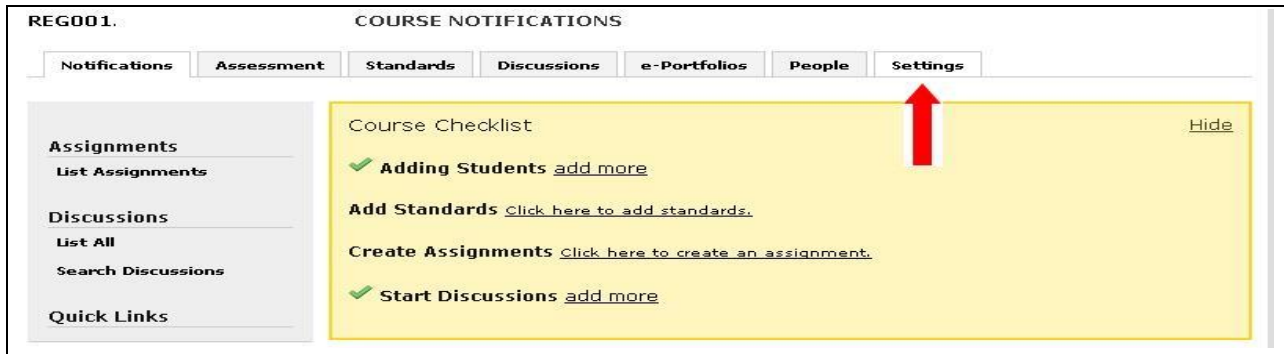 REG001. COURSE NOTIFICATIONS
Notifications Assessment Standards Discussions e-Portfolios People Settings
Course Checklist Hide
Assignments
List Assignments
Adding Students add more
Discussions
List All
Search Discussions
Add Standards Click here to add standards.
Create Assignments Click here to create an assignment.
Start Discussions add more
Quick Links